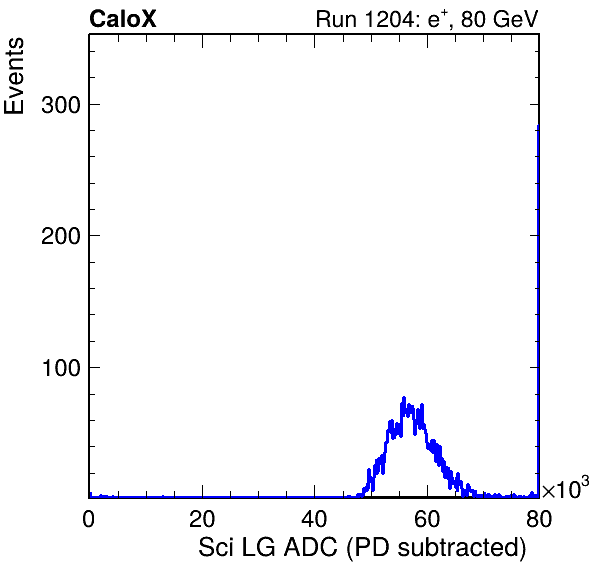 CaloX Run 1204: e⁺, 80 GeV
Events
300
200
100
0 20 40 60 80 ×10³
Sci LG ADC (PD subtracted)